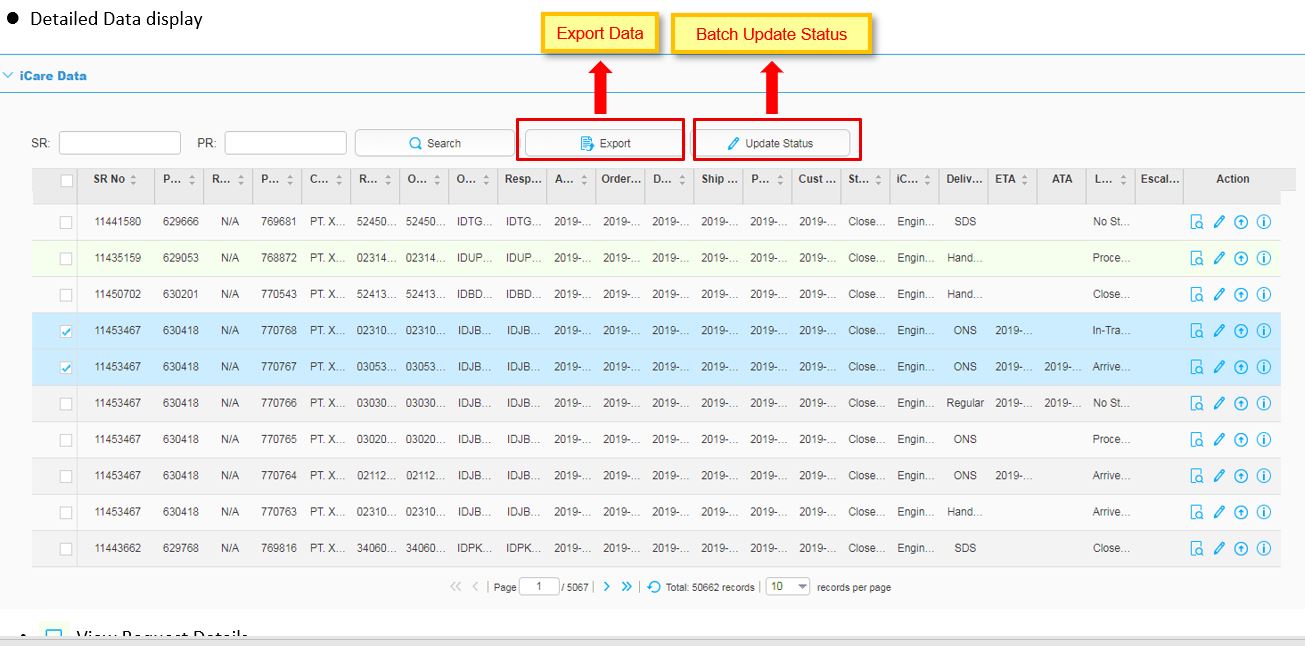 ● Detailed Data display
Export Data
Batch Update Status
iCare Data
SR: PR: Search Export Update Status
SR No P... R... P... C... R... O... O... Resp... A... Order... D... Ship ... P... Cust ... St... iC... Deliv... ETA ATA L... Escal... Action
11441580 629666 N/A 769681 PT. X... 52450... 52450... IDTG... IDTG... 2019-... 2019-... 2019-... 2019-... 2019-... 2019-... Close... Engin... SDS No St...
11435159 629053 N/A 768872 PT. X... 02314... 02314... IDUP... IDUP... 2019-... 2019-... 2019-... 2019-... 2019-... 2019-... Close... Engin... Hand... Proce...
11450702 630201 N/A 770543 PT. X... 52413... 52413... IDBD... IDBD... 2019-... 2019-... 2019-... 2019-... 2019-... 2019-... Close... Engin... Hand... Close...
11453467 630418 N/A 770768 PT. X... 02310... 02310... IDJB... IDJB... 2019-... 2019-... 2019-... 2019-... 2019-... 2019-... Close... Engin... ONS 2019-... In-Tra...
11453467 630418 N/A 770767 PT. X... 03053... 03053... IDJB... IDJB... 2019-... 2019-... 2019-... 2019-... 2019-... 2019-... Close... Engin... ONS 2019-... 2019-... Arrive...
11453467 630418 N/A 770766 PT. X... 03030... 03030... IDJB... IDJB... 2019-... 2019-... 2019-... 2019-... 2019-... 2019-... Close... Engin... Regular 2019-... 2019-... No St...
11453467 630418 N/A 770765 PT. X... 03020... 03020... IDJB... IDJB... 2019-... 2019-... 2019-... 2019-... 2019-... 2019-... Close... Engin... ONS Proce...
11453467 630418 N/A 770764 PT. X... 02112... 02112... IDJB... IDJB... 2019-... 2019-... 2019-... 2019-... 2019-... 2019-... Close... Engin... ONS 2019-... Arrive...
11453467 630418 N/A 770763 PT. X... 02310... 02310... IDJB... IDJB... 2019-... 2019-... 2019-... 2019-... 2019-... 2019-... Close... Engin... Hand... Arrive...
11443662 629768 N/A 769816 PT. X... 34060... 34060... IDPK... IDPK... 2019-... 2019-... 2019-... 2019-... 2019-... 2019-... Close... Engin... SDS Close...
Page 1 / 5067 Total: 50662 records 10 records per page
View Request Details